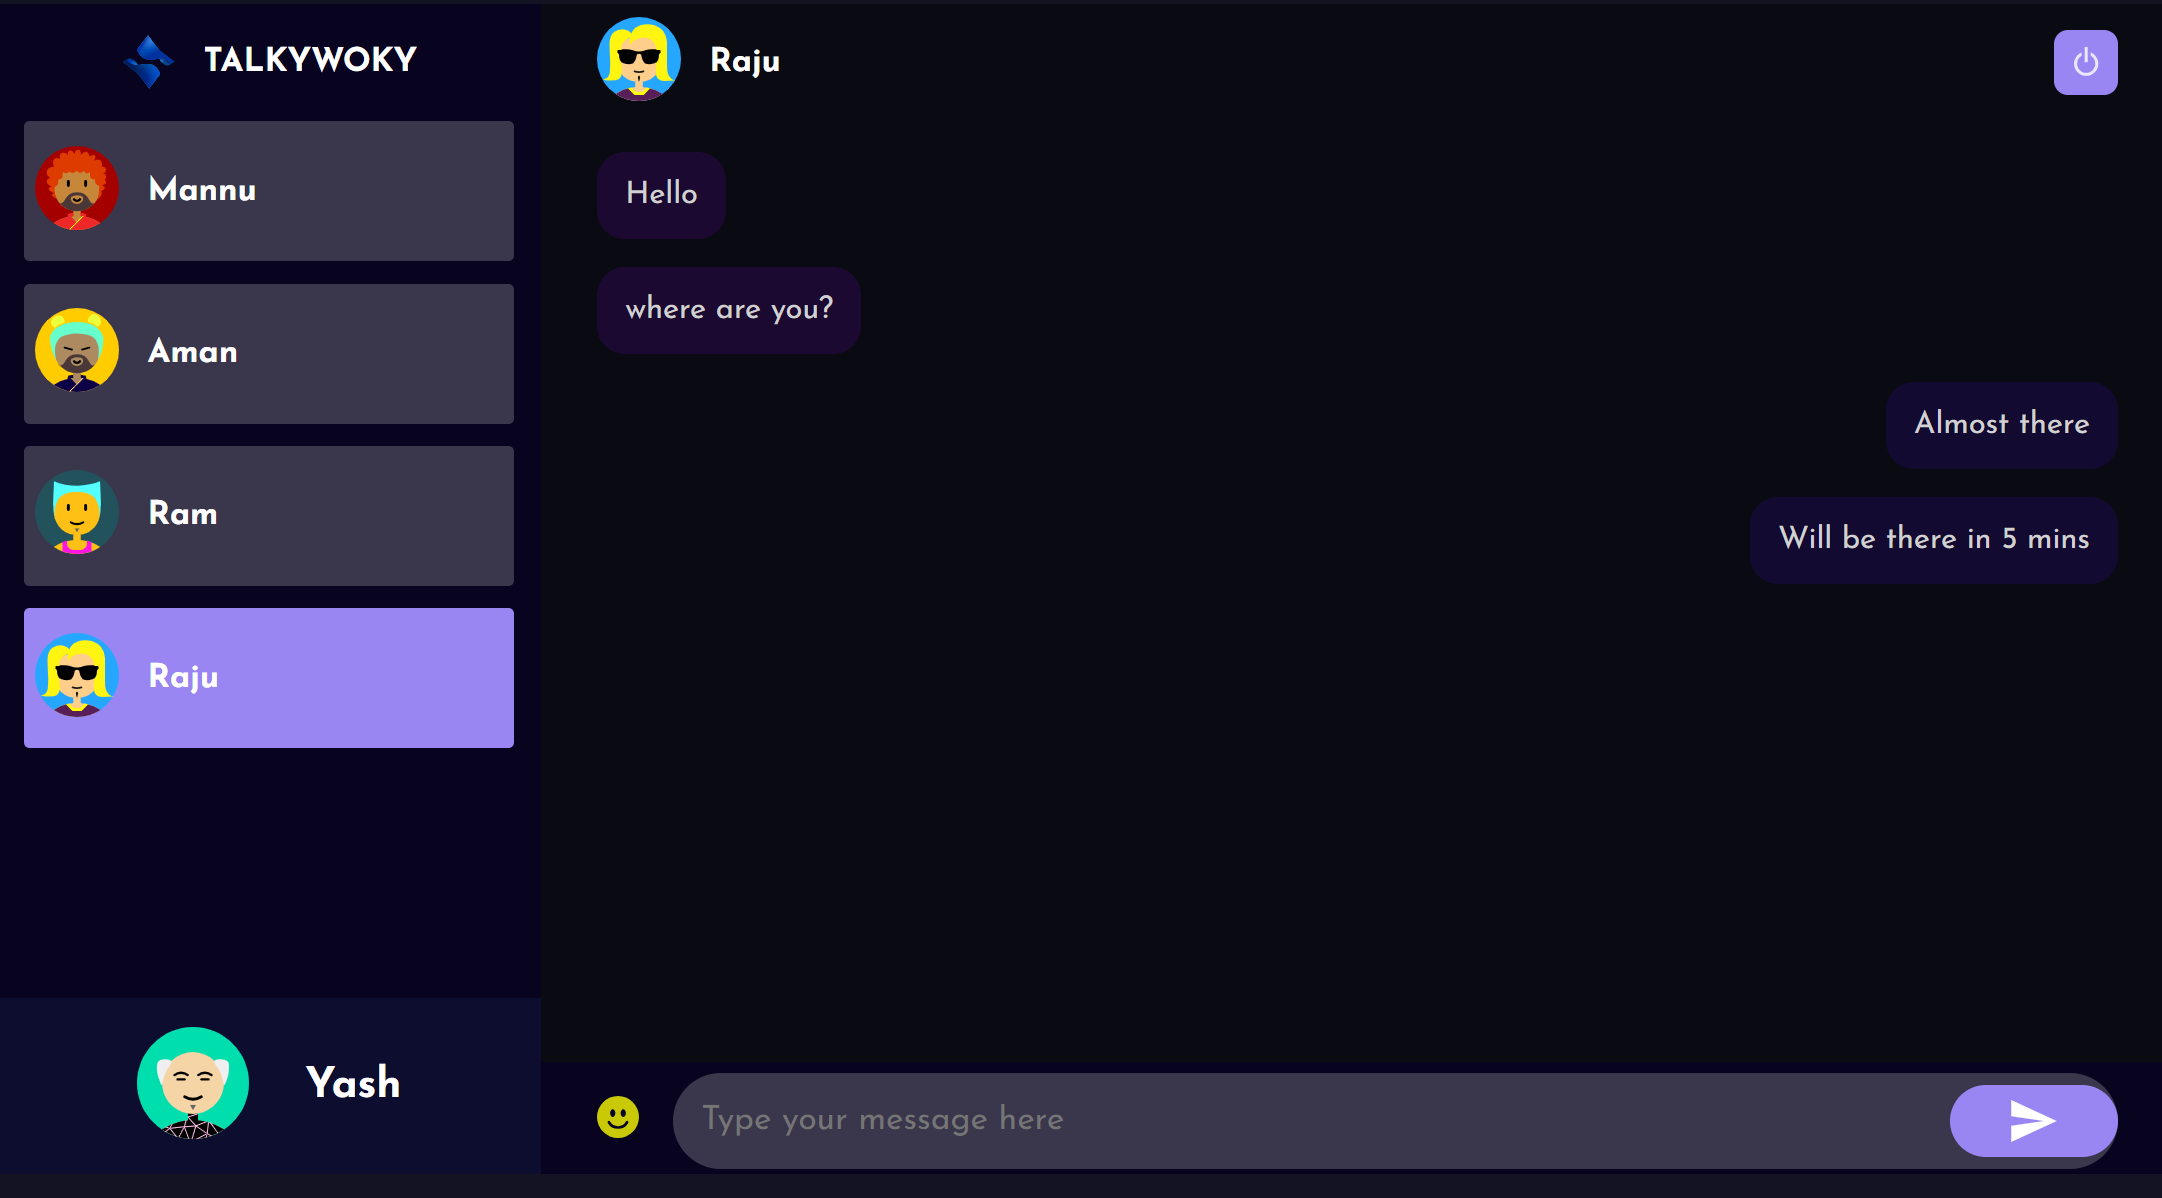 TALKYWOKY
Mannu
Aman
Ram
Raju
Yash
Raju
Hello
where are you?
Almost there
Will be there in 5 mins
Type your message here